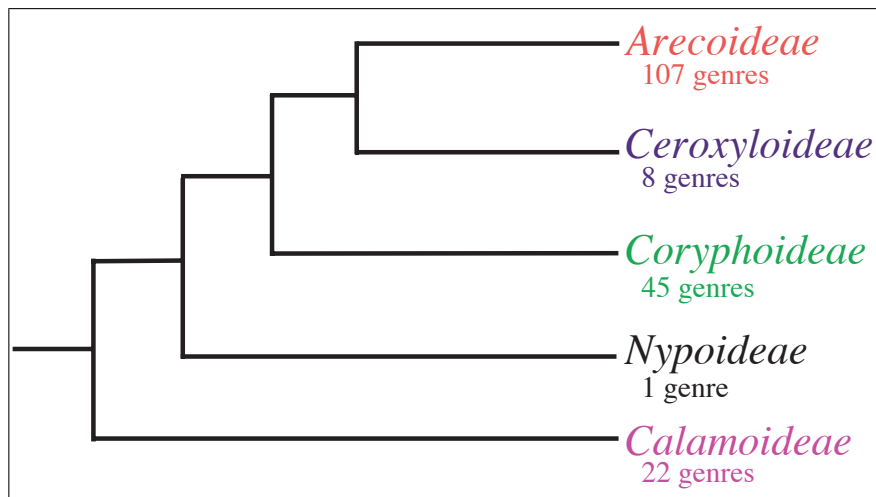 Arecoideae
107 genres
Ceroxyloideae
8 genres
Coryphoideae
45 genres
Nypoideae
1 genre
Calamoideae
22 genres